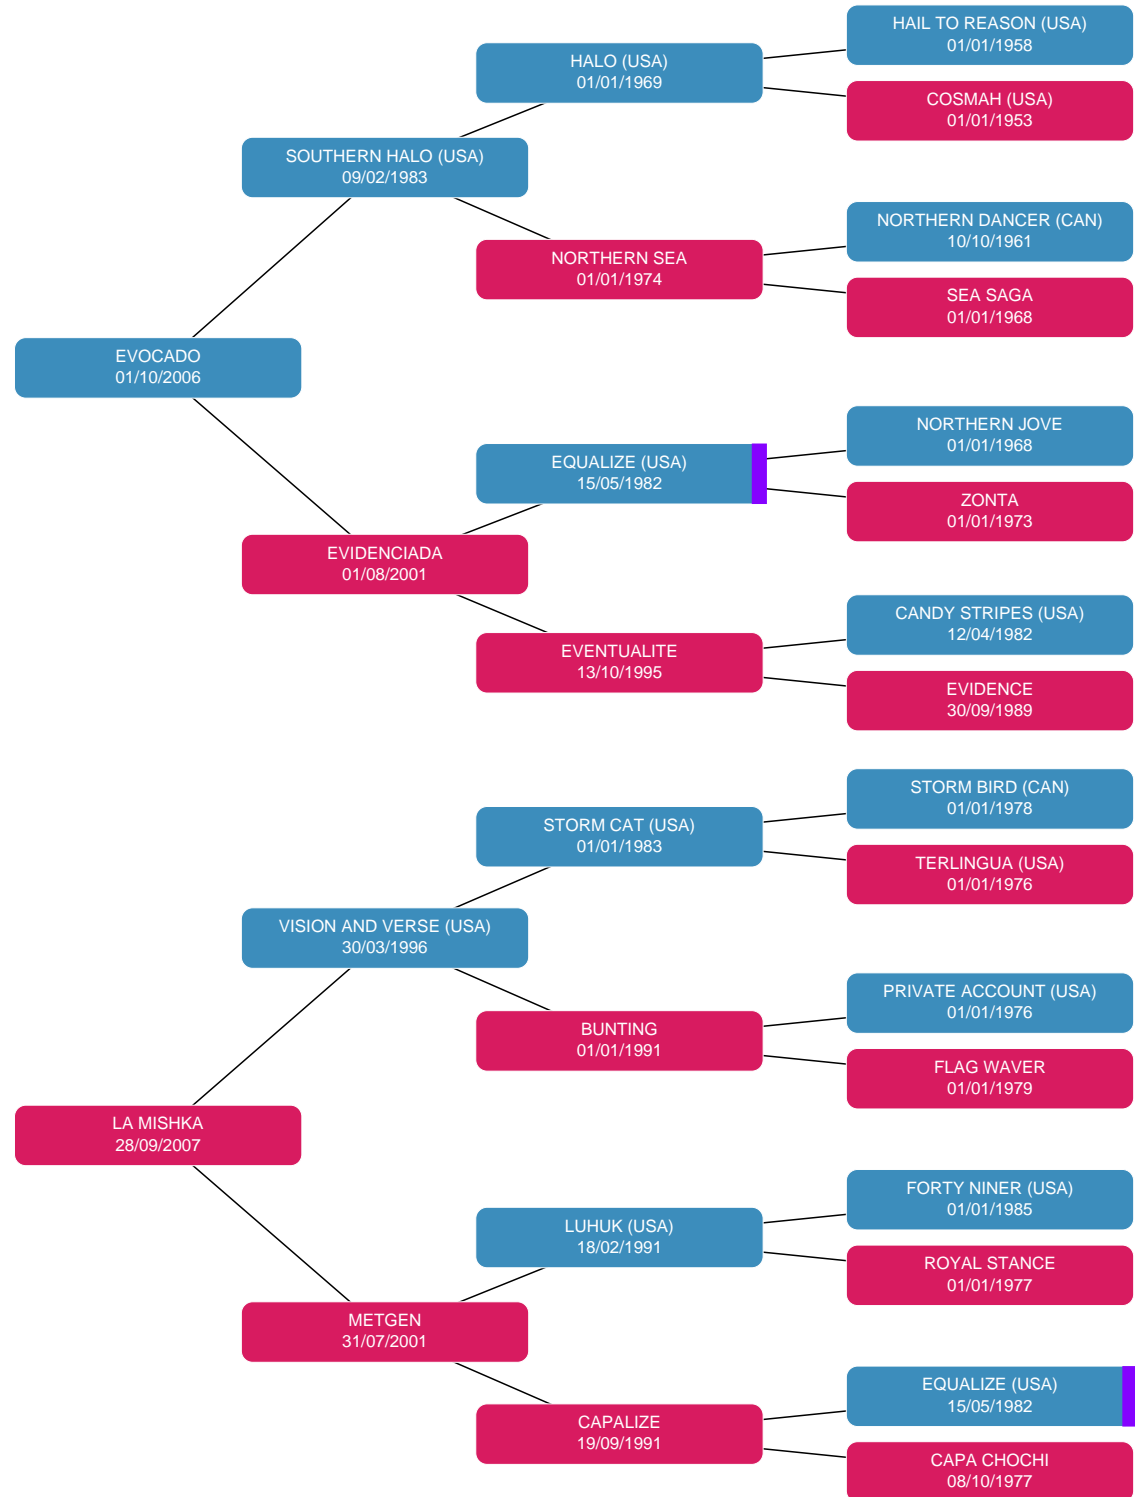 HAIL TO REASON (USA)
01/01/1958
HALO (USA)
01/01/1969
COSMAH (USA)
01/01/1953
SOUTHERN HALO (USA)
09/02/1983
NORTHERN DANCER (CAN)
10/10/1961
NORTHERN SEA
01/01/1974
SEA SAGA
01/01/1968
EVOCADO
01/10/2006
NORTHERN JOVE
01/01/1968
EQUALIZE (USA)
15/05/1982
ZONTA
01/01/1973
EVIDENCIADA
01/08/2001
CANDY STRIPES (USA)
12/04/1982
EVENTUALITE
13/10/1995
EVIDENCE
30/09/1989
STORM BIRD (CAN)
01/01/1978
STORM CAT (USA)
01/01/1983
TERLINGUA (USA)
01/01/1976
VISION AND VERSE (USA)
30/03/1996
PRIVATE ACCOUNT (USA)
01/01/1976
BUNTING
01/01/1991
FLAG WAVER
01/01/1979
LA MISHKA
28/09/2007
FORTY NINER (USA)
01/01/1985
LUHUK (USA)
18/02/1991
ROYAL STANCE
01/01/1977
METGEN
31/07/2001
EQUALIZE (USA)
15/05/1982
CAPALIZE
19/09/1991
CAPA CHOCHI
08/10/1977